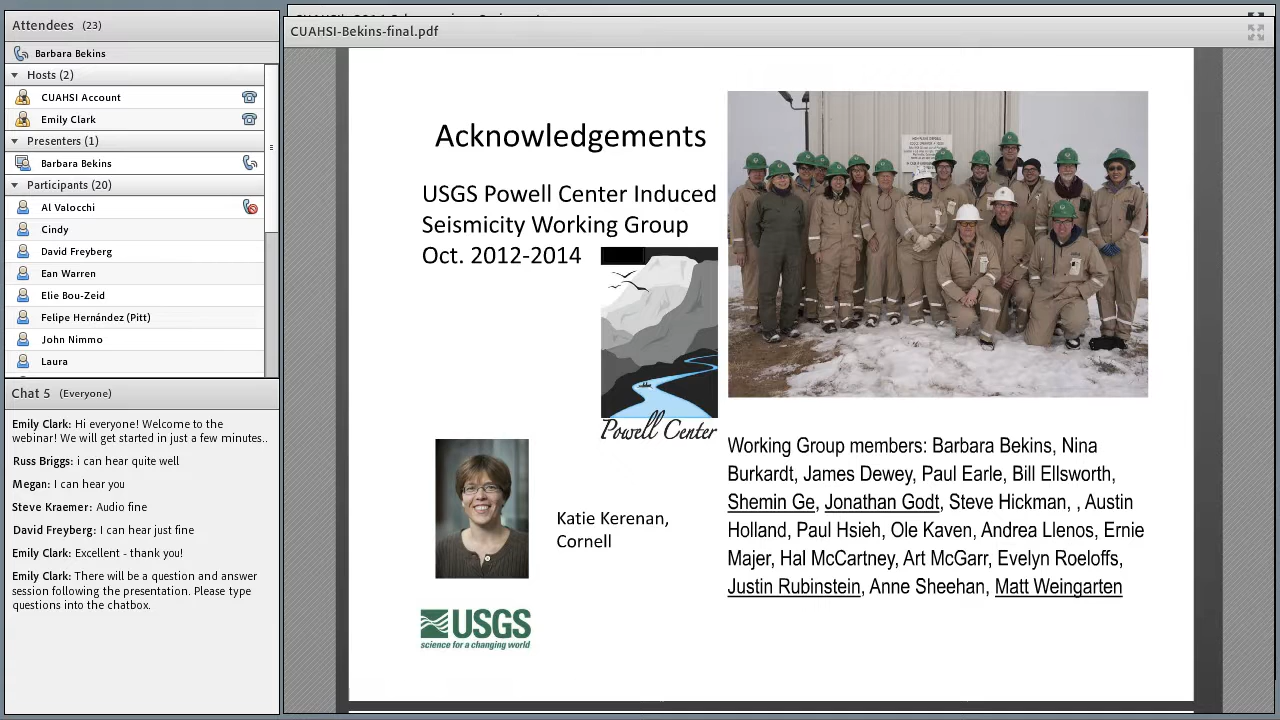 Attendees (23)
Barbara Bekins
Hosts (2)
CUAHSI Account
Emily Clark
Presenters (1)
Barbara Bekins
Participants (20)
Al Valocchi
Cindy
David Freyberg
Ean Warren
Elie Bou-Zeid
Felipe Hernández (Pitt)
John Nimmo
Laura
Chat 5 (Everyone)
Emily Clark: Hi everyone! Welcome to the
webinar! We will get started in just a few minutes..
Russ Briggs: i can hear quite well
Megan: I can hear you
Steve Kraemer: Audio fine
David Freyberg: I can hear just fine
Emily Clark: Excellent - thank you!
Emily Clark: There will be a question and answer
session following the presentation. Please type
questions into the chatbox.
CUAHSI-Bekins-final.pdf
Acknowledgements
USGS Powell Center Induced
Seismicity Working Group
Oct. 2012-2014
Powell Center
Katie Kerenan,
Cornell
USGS
science for a changing world
Working Group members: Barbara Bekins, Nina
Burkardt, James Dewey, Paul Earle, Bill Ellsworth,
Shemin Ge, Jonathan Godt, Steve Hickman, , Austin
Holland, Paul Hsieh, Ole Kaven, Andrea Llenos, Ernie
Majer, Hal McCartney, Art McGarr, Evelyn Roeloffs,
Justin Rubinstein, Anne Sheehan, Matt Weingarten